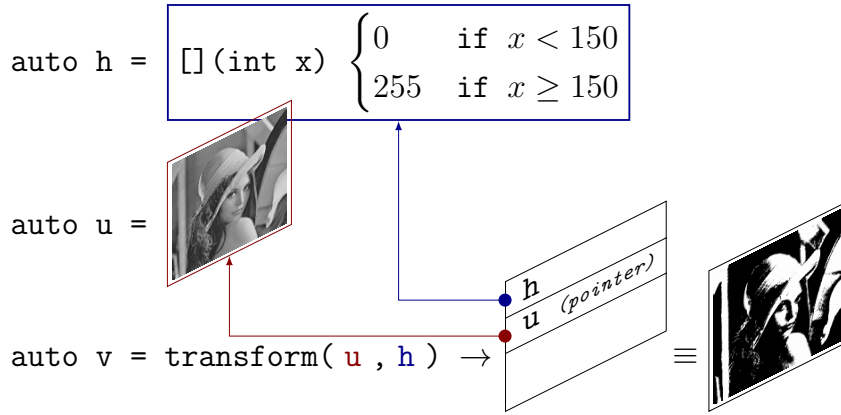 auto h = [](int x) { 0 if x < 150
255 if x ≥ 150
auto u =
h
u (pointer)
auto v = transform( u , h ) → ≡